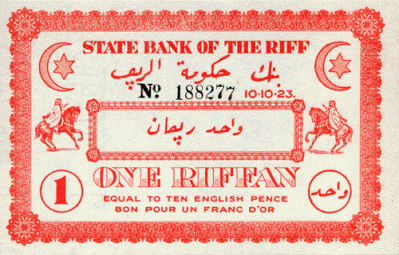 STATE BANK OF THE RIFF
بنك حكومة الريف
Nº 188277 10-10-23.
واحد ريفان
1 ONE RIFFAN واحد
EQUAL TO TEN ENGLISH PENCE
BON POUR UN FRANC D'OR